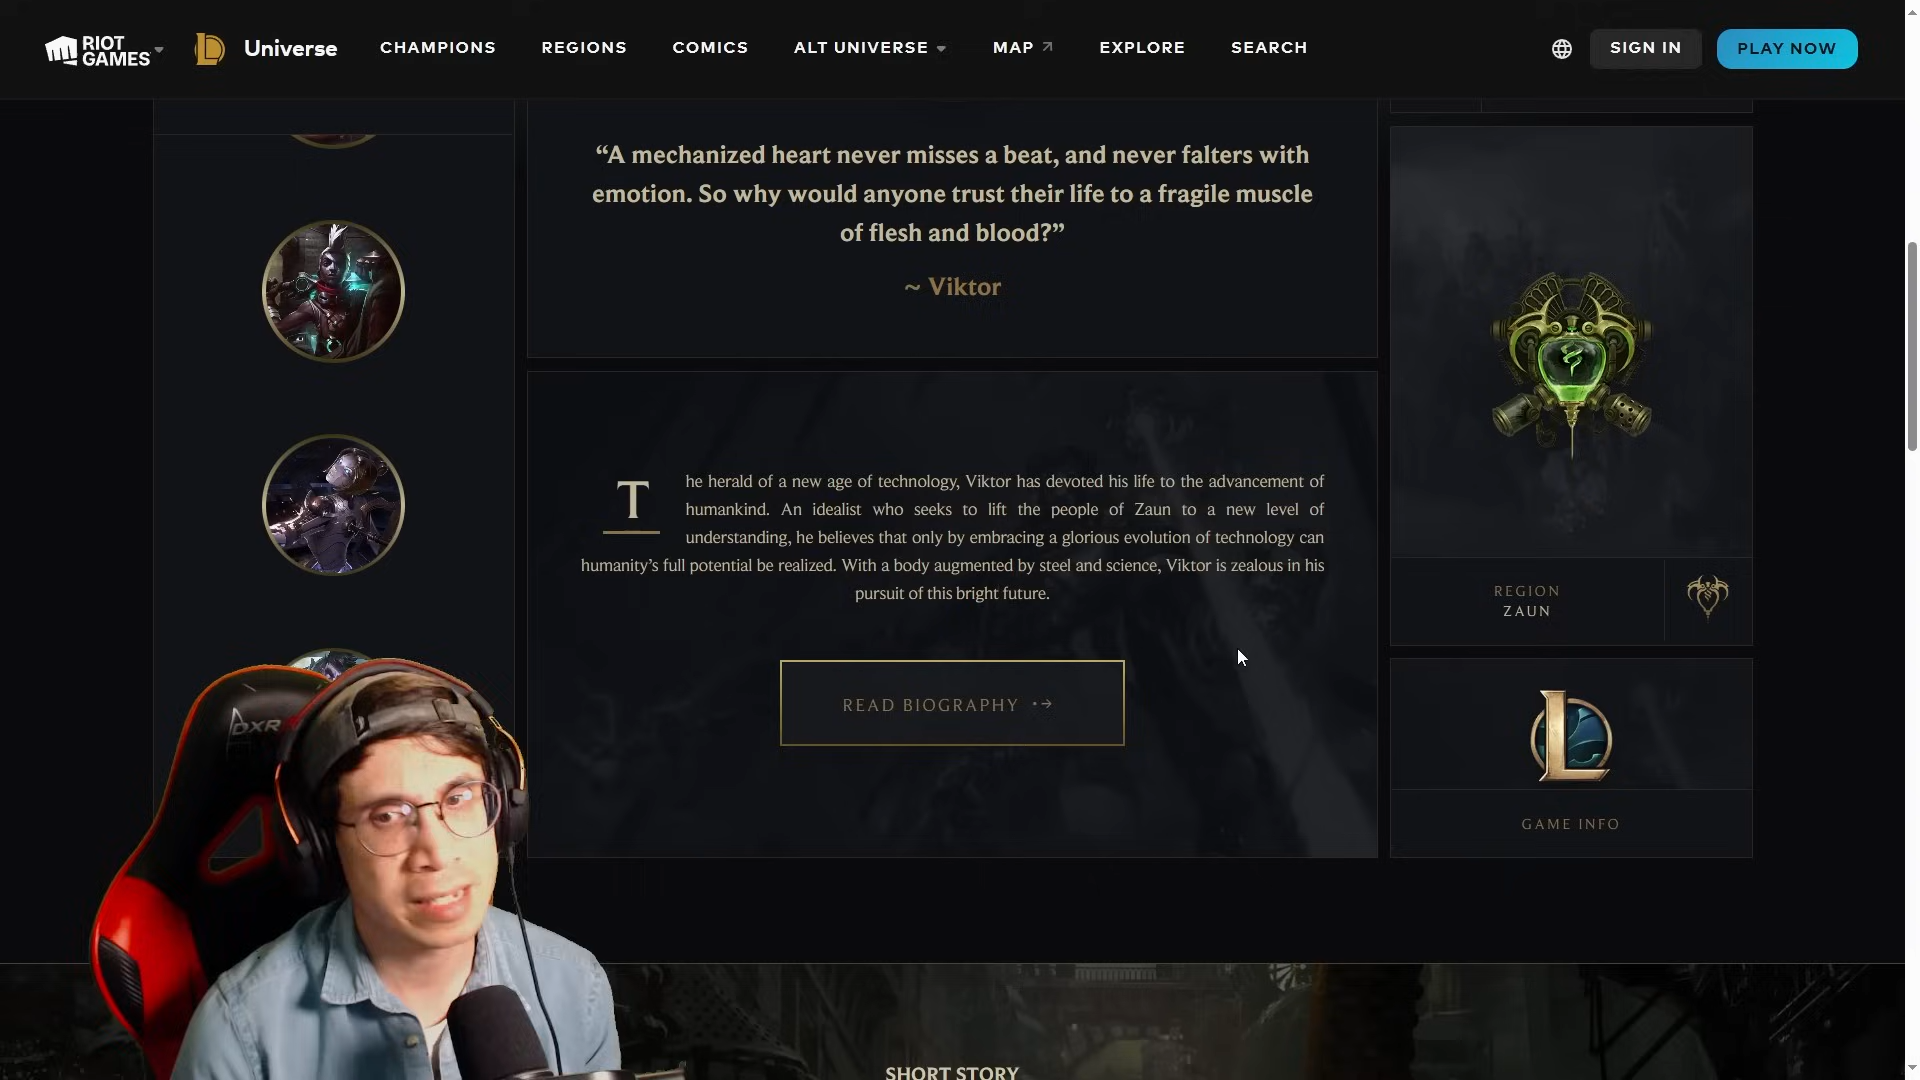 RIOT
GAMES
Universe
CHAMPIONS
REGIONS
COMICS
ALT UNIVERSE
MAP
EXPLORE
SEARCH
SIGN IN
PLAY NOW
“A mechanized heart never misses a beat, and never falters with
emotion. So why would anyone trust their life to a fragile muscle
of flesh and blood?”
~ Viktor
The herald of a new age of technology, Viktor has devoted his life to the advancement of
humankind. An idealist who seeks to lift the people of Zaun to a new level of
understanding, he believes that only by embracing a glorious evolution of technology can
humanity’s full potential be realized. With a body augmented by steel and science, Viktor is zealous in his
pursuit of this bright future.
READ BIOGRAPHY
REGION
ZAUN
GAME INFO
DXR
SHORT STORY